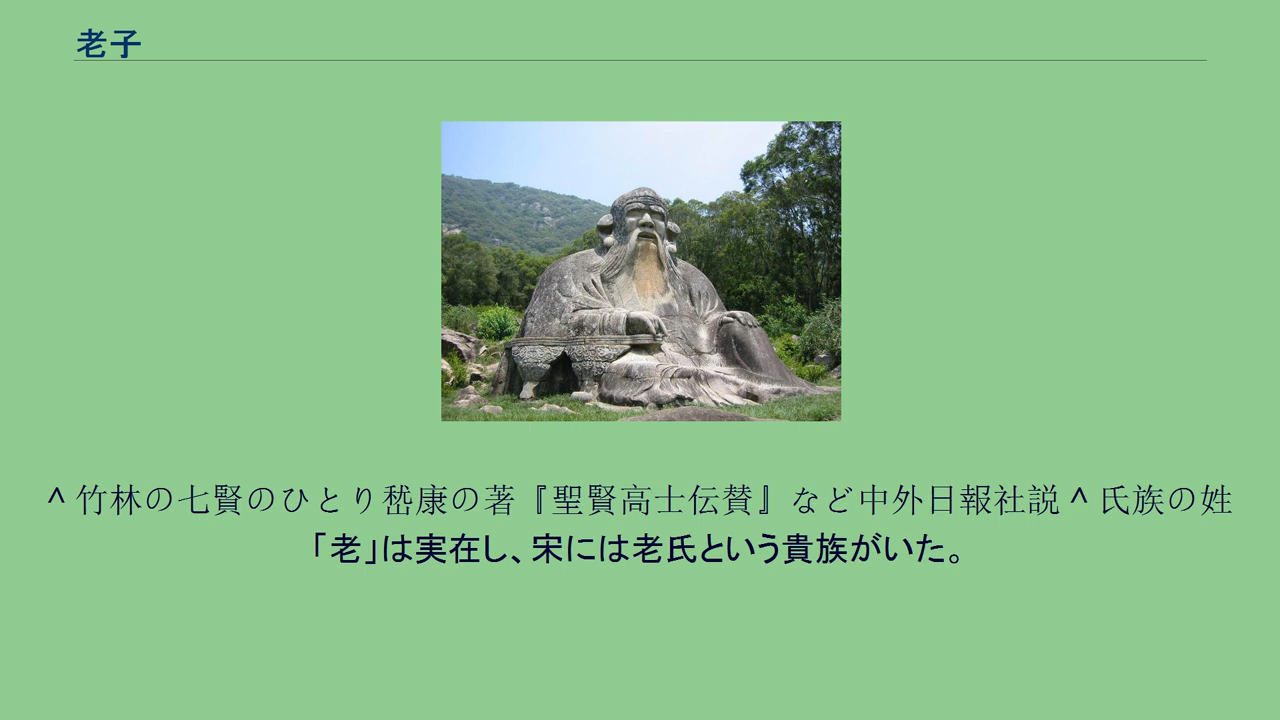 老子
^ 竹林の七賢のひとり嵆康の著『聖賢高士伝賛』など中外日報社説 ^ 氏族の姓
「老」は実在し、宋には老氏という貴族がいた。